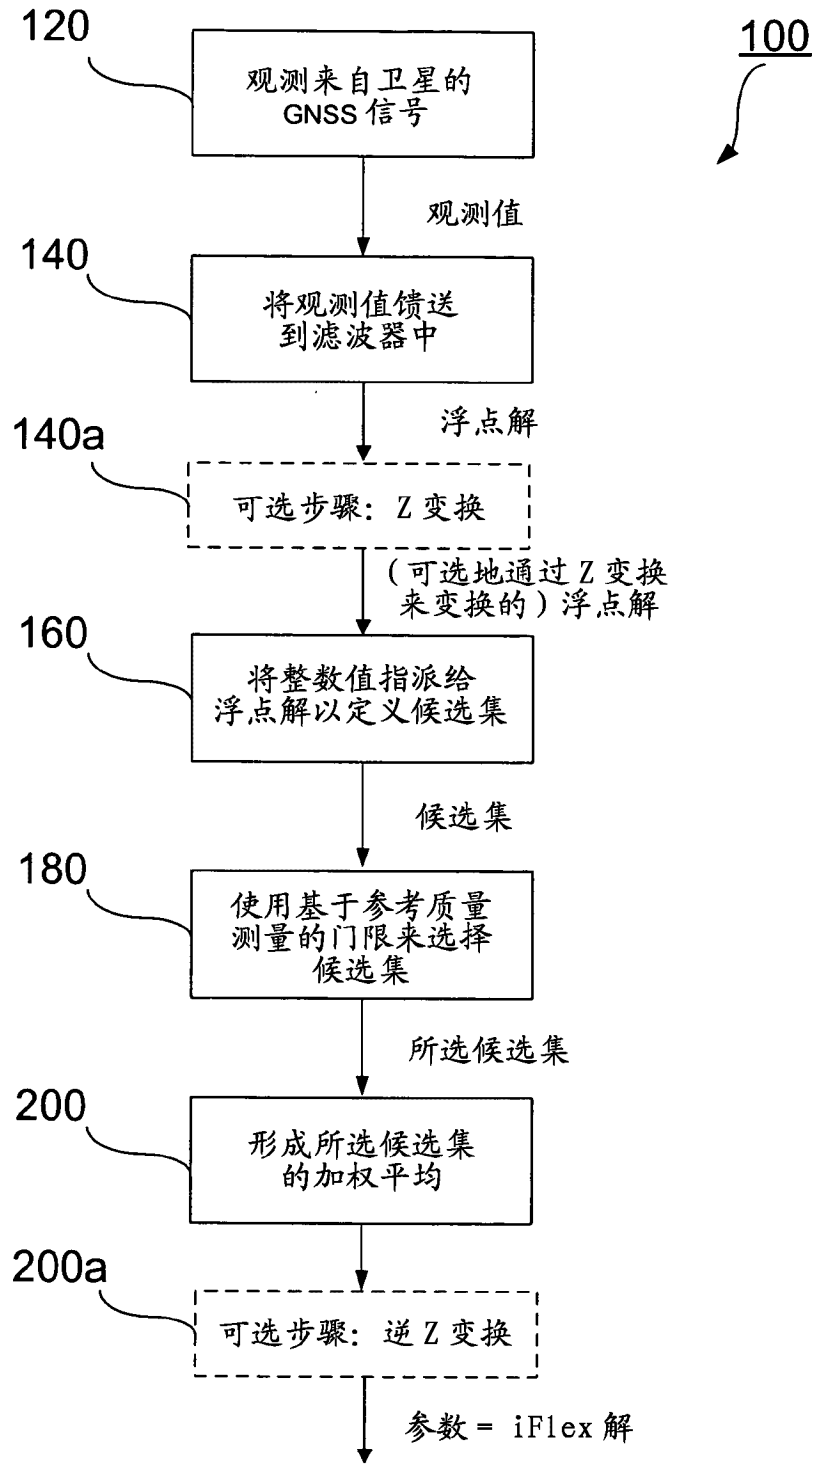 120
100
观测来自卫星的
GNSS 信号
观测值
140
将观测值馈送
到滤波器中
浮点解
140a
可选步骤：Z 变换
（可选地通过 Z 变换
来变换的）浮点解
160
将整数值指派给
浮点解以定义候选集
候选集
180
使用基于参考质量
测量的门限来选择
候选集
所选候选集
200
形成所选候选集
的加权平均
200a
可选步骤：逆 Z 变换
参数 = iFlex 解